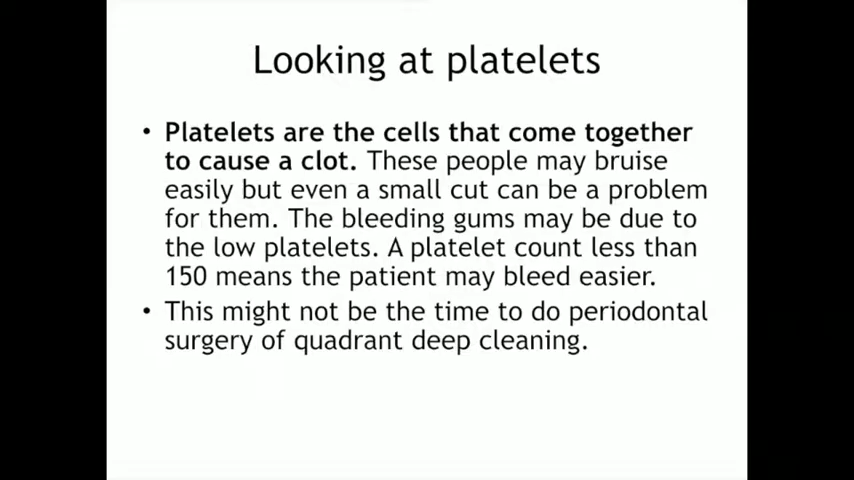 Looking at platelets
• Platelets are the cells that come together
to cause a clot. These people may bruise
easily but even a small cut can be a problem
for them. The bleeding gums may be due to
the low platelets. A platelet count less than
150 means the patient may bleed easier.
• This might not be the time to do periodontal
surgery of quadrant deep cleaning.